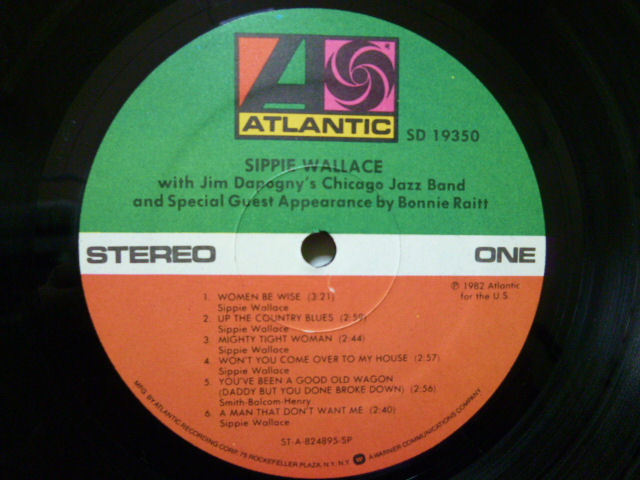 ATLANTIC
SD 19350
SIPPIE WALLACE
with Jim Dapogny's Chicago Jazz Band
and Special Guest Appearance by Bonnie Raitt
STEREO
ONE
℗ 1982 Atlantic
for the U.S.
1. WOMEN BE WISE (3:21)
Sippie Wallace
2. UP THE COUNTRY BLUES (2:59)
Sippie Wallace
3. MIGHTY TIGHT WOMAN (2:44)
Sippie Wallace
4. WON'T YOU COME OVER TO MY HOUSE (2:57)
Sippie Wallace
5. YOU'VE BEEN A GOOD OLD WAGON
(DADDY BUT YOU DONE BROKE DOWN) (2:56)
Smith-Balcom-Henry
6. A MAN THAT DON'T WANT ME (2:40)
Sippie Wallace
ST-A-824895-SP
MFG. BY ATLANTIC RECORDING CORP. 75 ROCKEFELLER PLAZA, N.Y. N.Y. A WARNER COMMUNICATIONS COMPANY